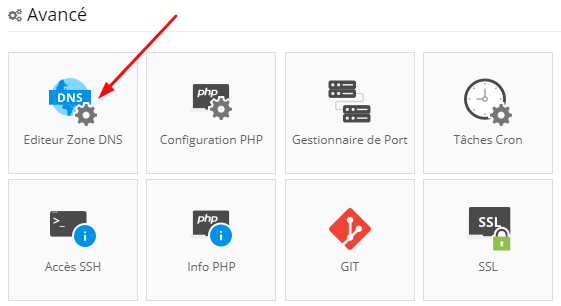 Avancé
DNS
php
Editeur Zone DNS
Configuration PHP
Gestionnaire de Port
Tâches Cron
>_
i
php
i
SSL
Accès SSH
Info PHP
GIT
SSL